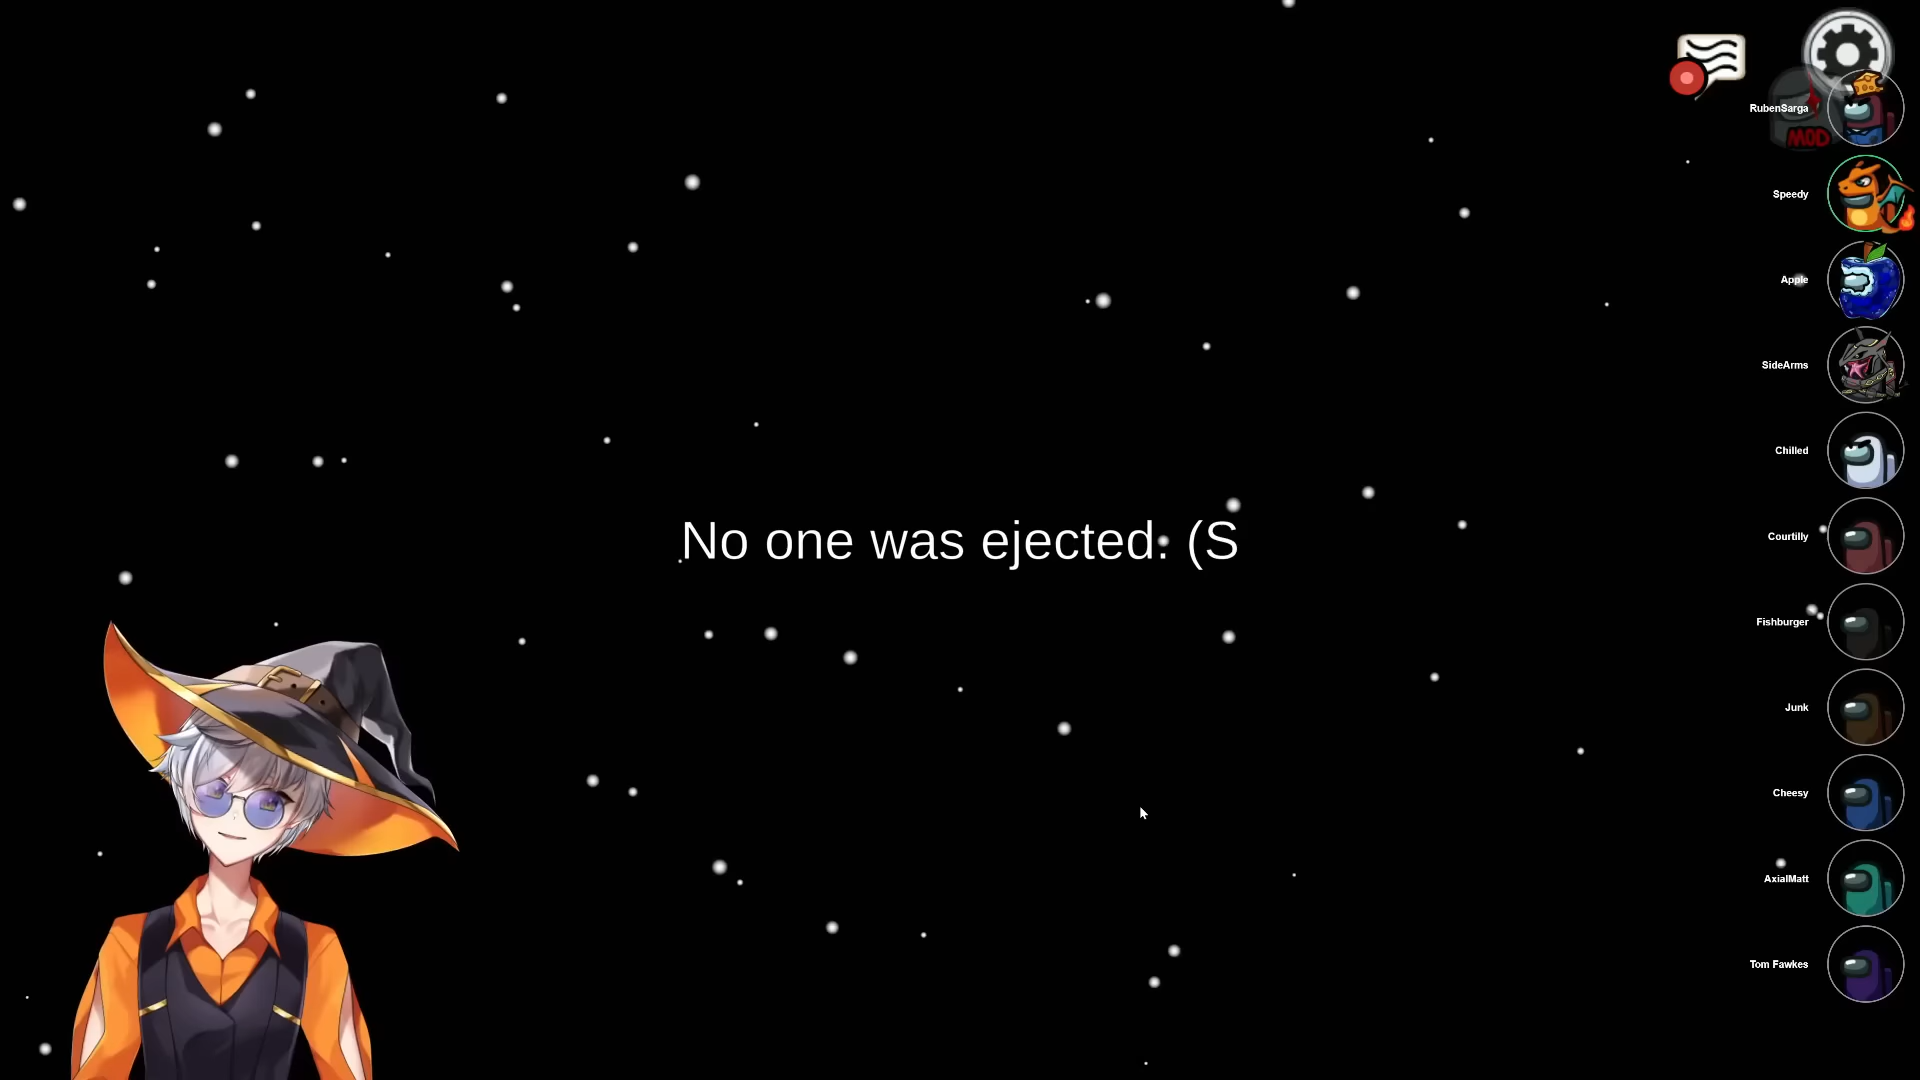 RubenSarga
MOD
Speedy
Apple
SideArms
Chilled
Courtilly
No one was ejected. (S
Fishburger
Junk
Cheesy
AxialMatt
Tom Fawkes